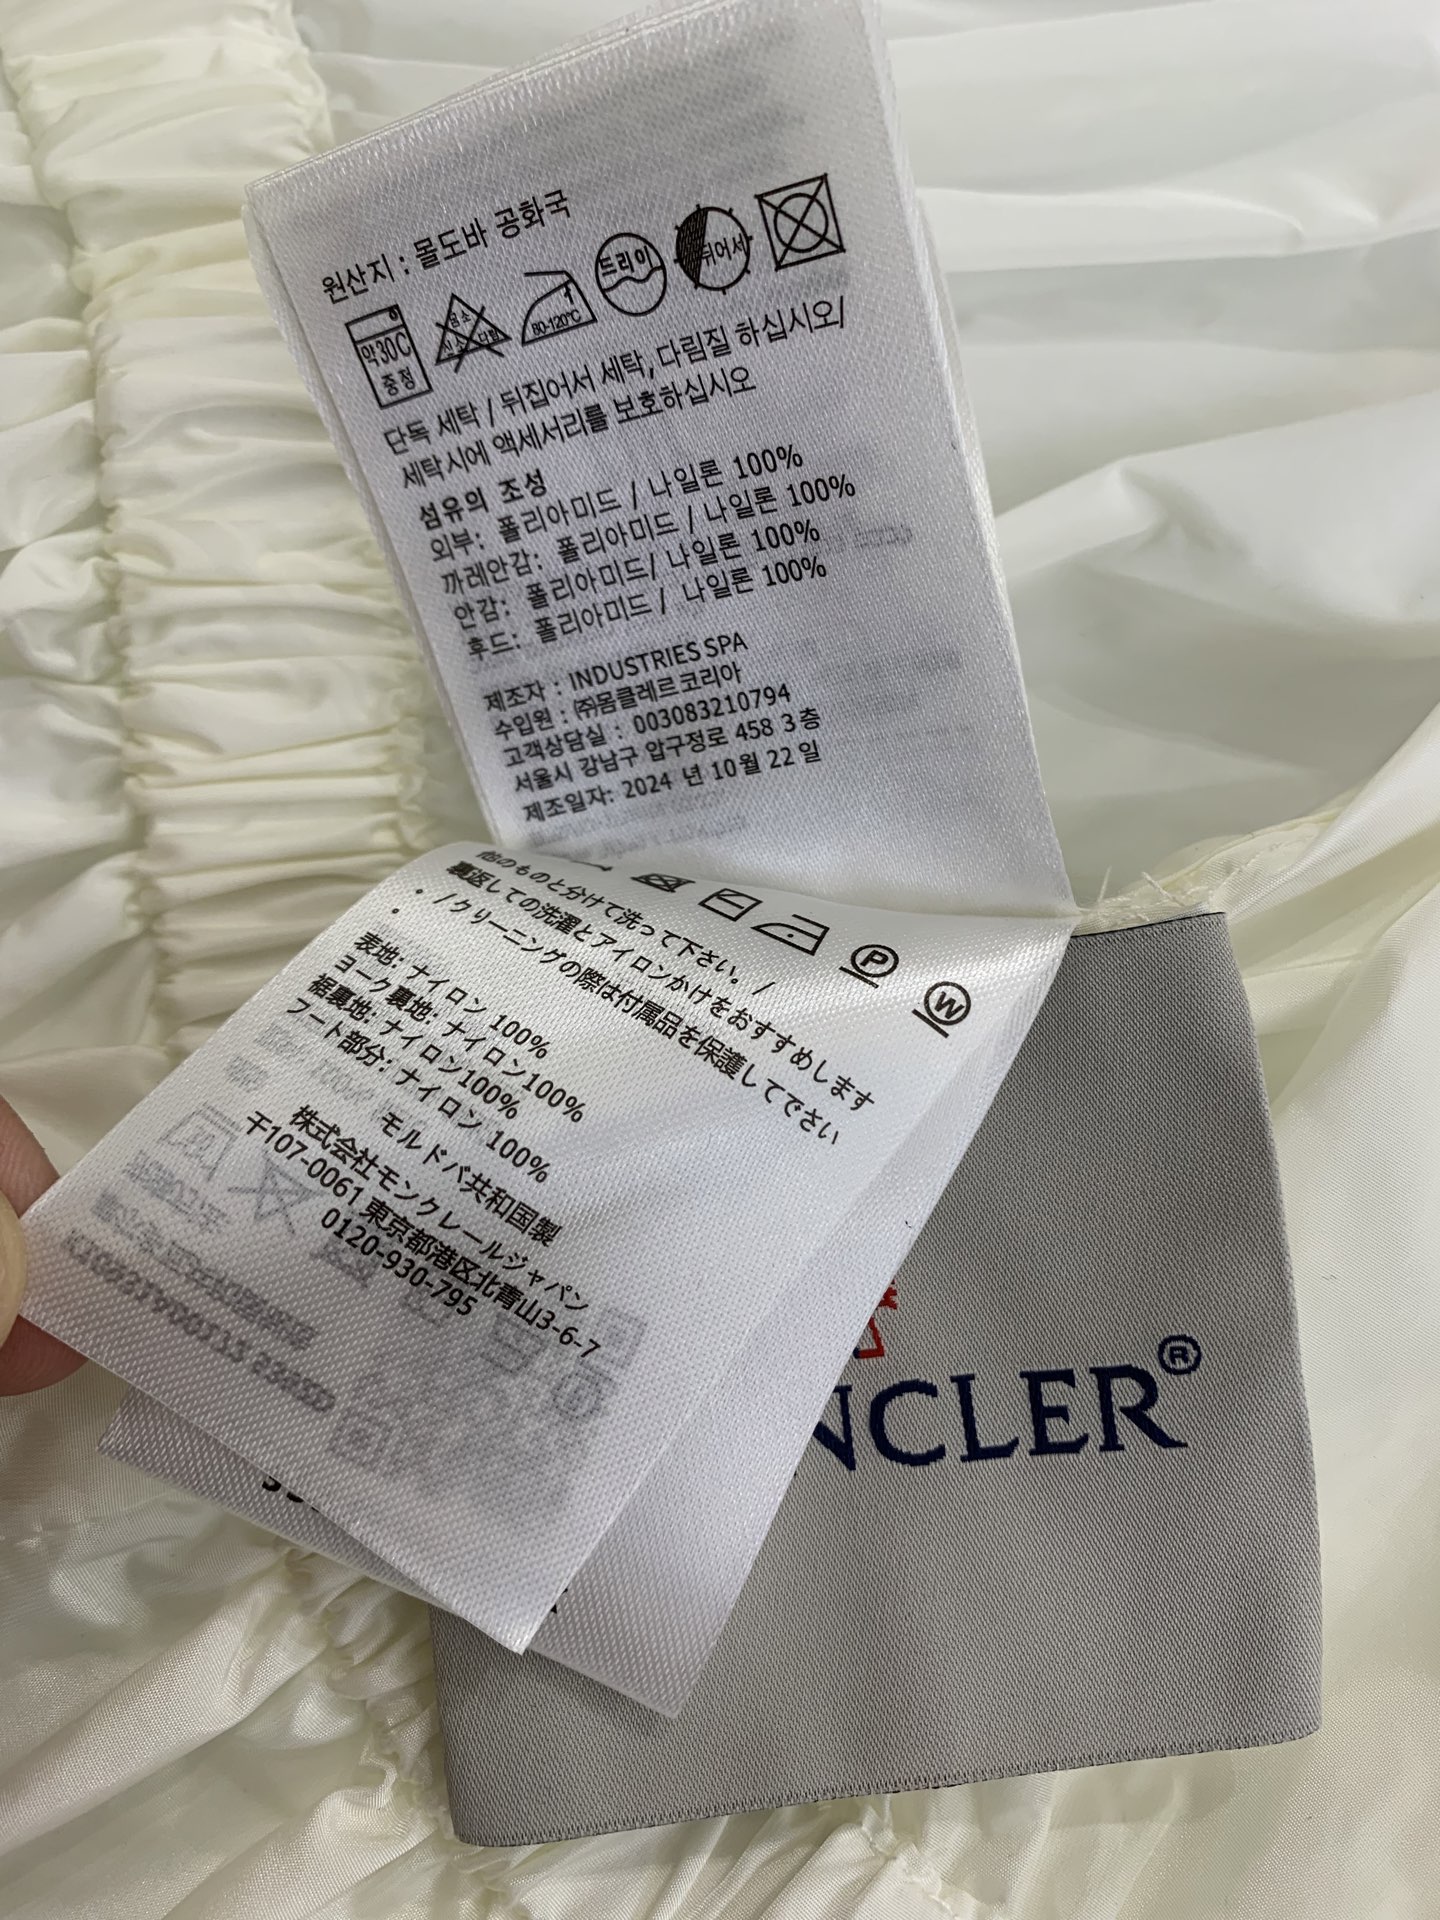 원산지 : 몰도바 공화국
약30C
중정
80-120℃
드리이
뒤어서
단독 세탁 / 뒤집어서 세탁, 다림질 하십시오/
세탁시에 액세서리를 보호하십시오
섬유의 조성
외부: 폴리아미드 / 나일론 100%
까레안감: 폴리아미드 / 나일론 100%
안감: 폴리아미드/ 나일론 100%
후드: 폴리아미드 / 나일론 100%
제조자 : INDUSTRIES SPA
수입원 : ㈜몸클레르코리아
고객상담실 : 003083210794
서울시 강남구 압구정로 458 3 층
제조일자: 2024 년 10월 22일
P
W
他のものと分けて洗って下さい。
裏返しての洗濯とアイロンかけをおすすめします
。/クリーニングの際は付属品を保護して下さい
。
表地: ナイロン 100%
ヨーク裏地: ナイロン100%
裾裏地: ナイロン100%
フード部分: ナイロン 100%
モルドバ共和国製
株式会社モンクレールジャパン
〒107-0061 東京都港区北青山3-6-7
0120-930-795
NCLER®